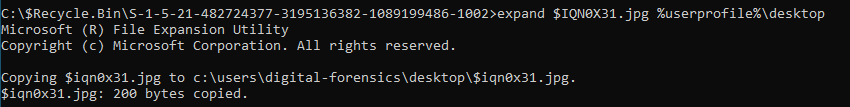 C:\$Recycle.Bin\S-1-5-21-482724377-3195136382-1089199486-1002>expand $IQN0X31.jpg %userprofile%\desktop
Microsoft (R) File Expansion Utility
Copyright (c) Microsoft Corporation. All rights reserved.
Copying $iqn0x31.jpg to c:\users\digital-forensics\desktop\$iqn0x31.jpg.
$iqn0x31.jpg: 200 bytes copied.